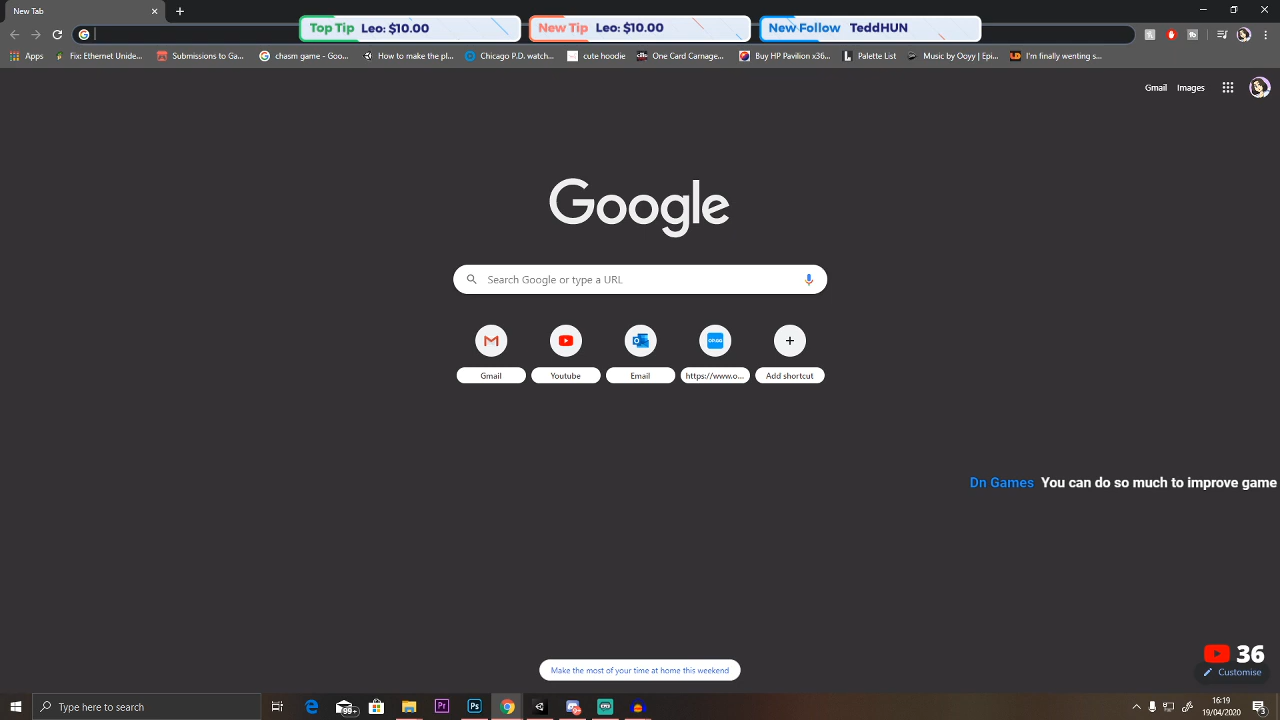 New Tab
Top Tip Leo: $10.00
New Tip Leo: $10.00
New Follow TeddHUN
Apps
Fix: Ethernet Inside...
Submissions to Ga...
chasm game - Goo...
How to make the pl...
Chicago P.D. watch...
cute hoodie
One Card Carnage...
Buy HP Pavilion x36...
Palette List
Music by Ooyy | Epi...
I'm finally wenting s...
Gmail
Images
Google
Search Google or type a URL
Gmail
Youtube
Email
https://www.o...
Add shortcut
Dn Games You can do so much to improve game
36
Customise
Make the most of your time at home this weekend
Type here to search
16:19
19/04/2020